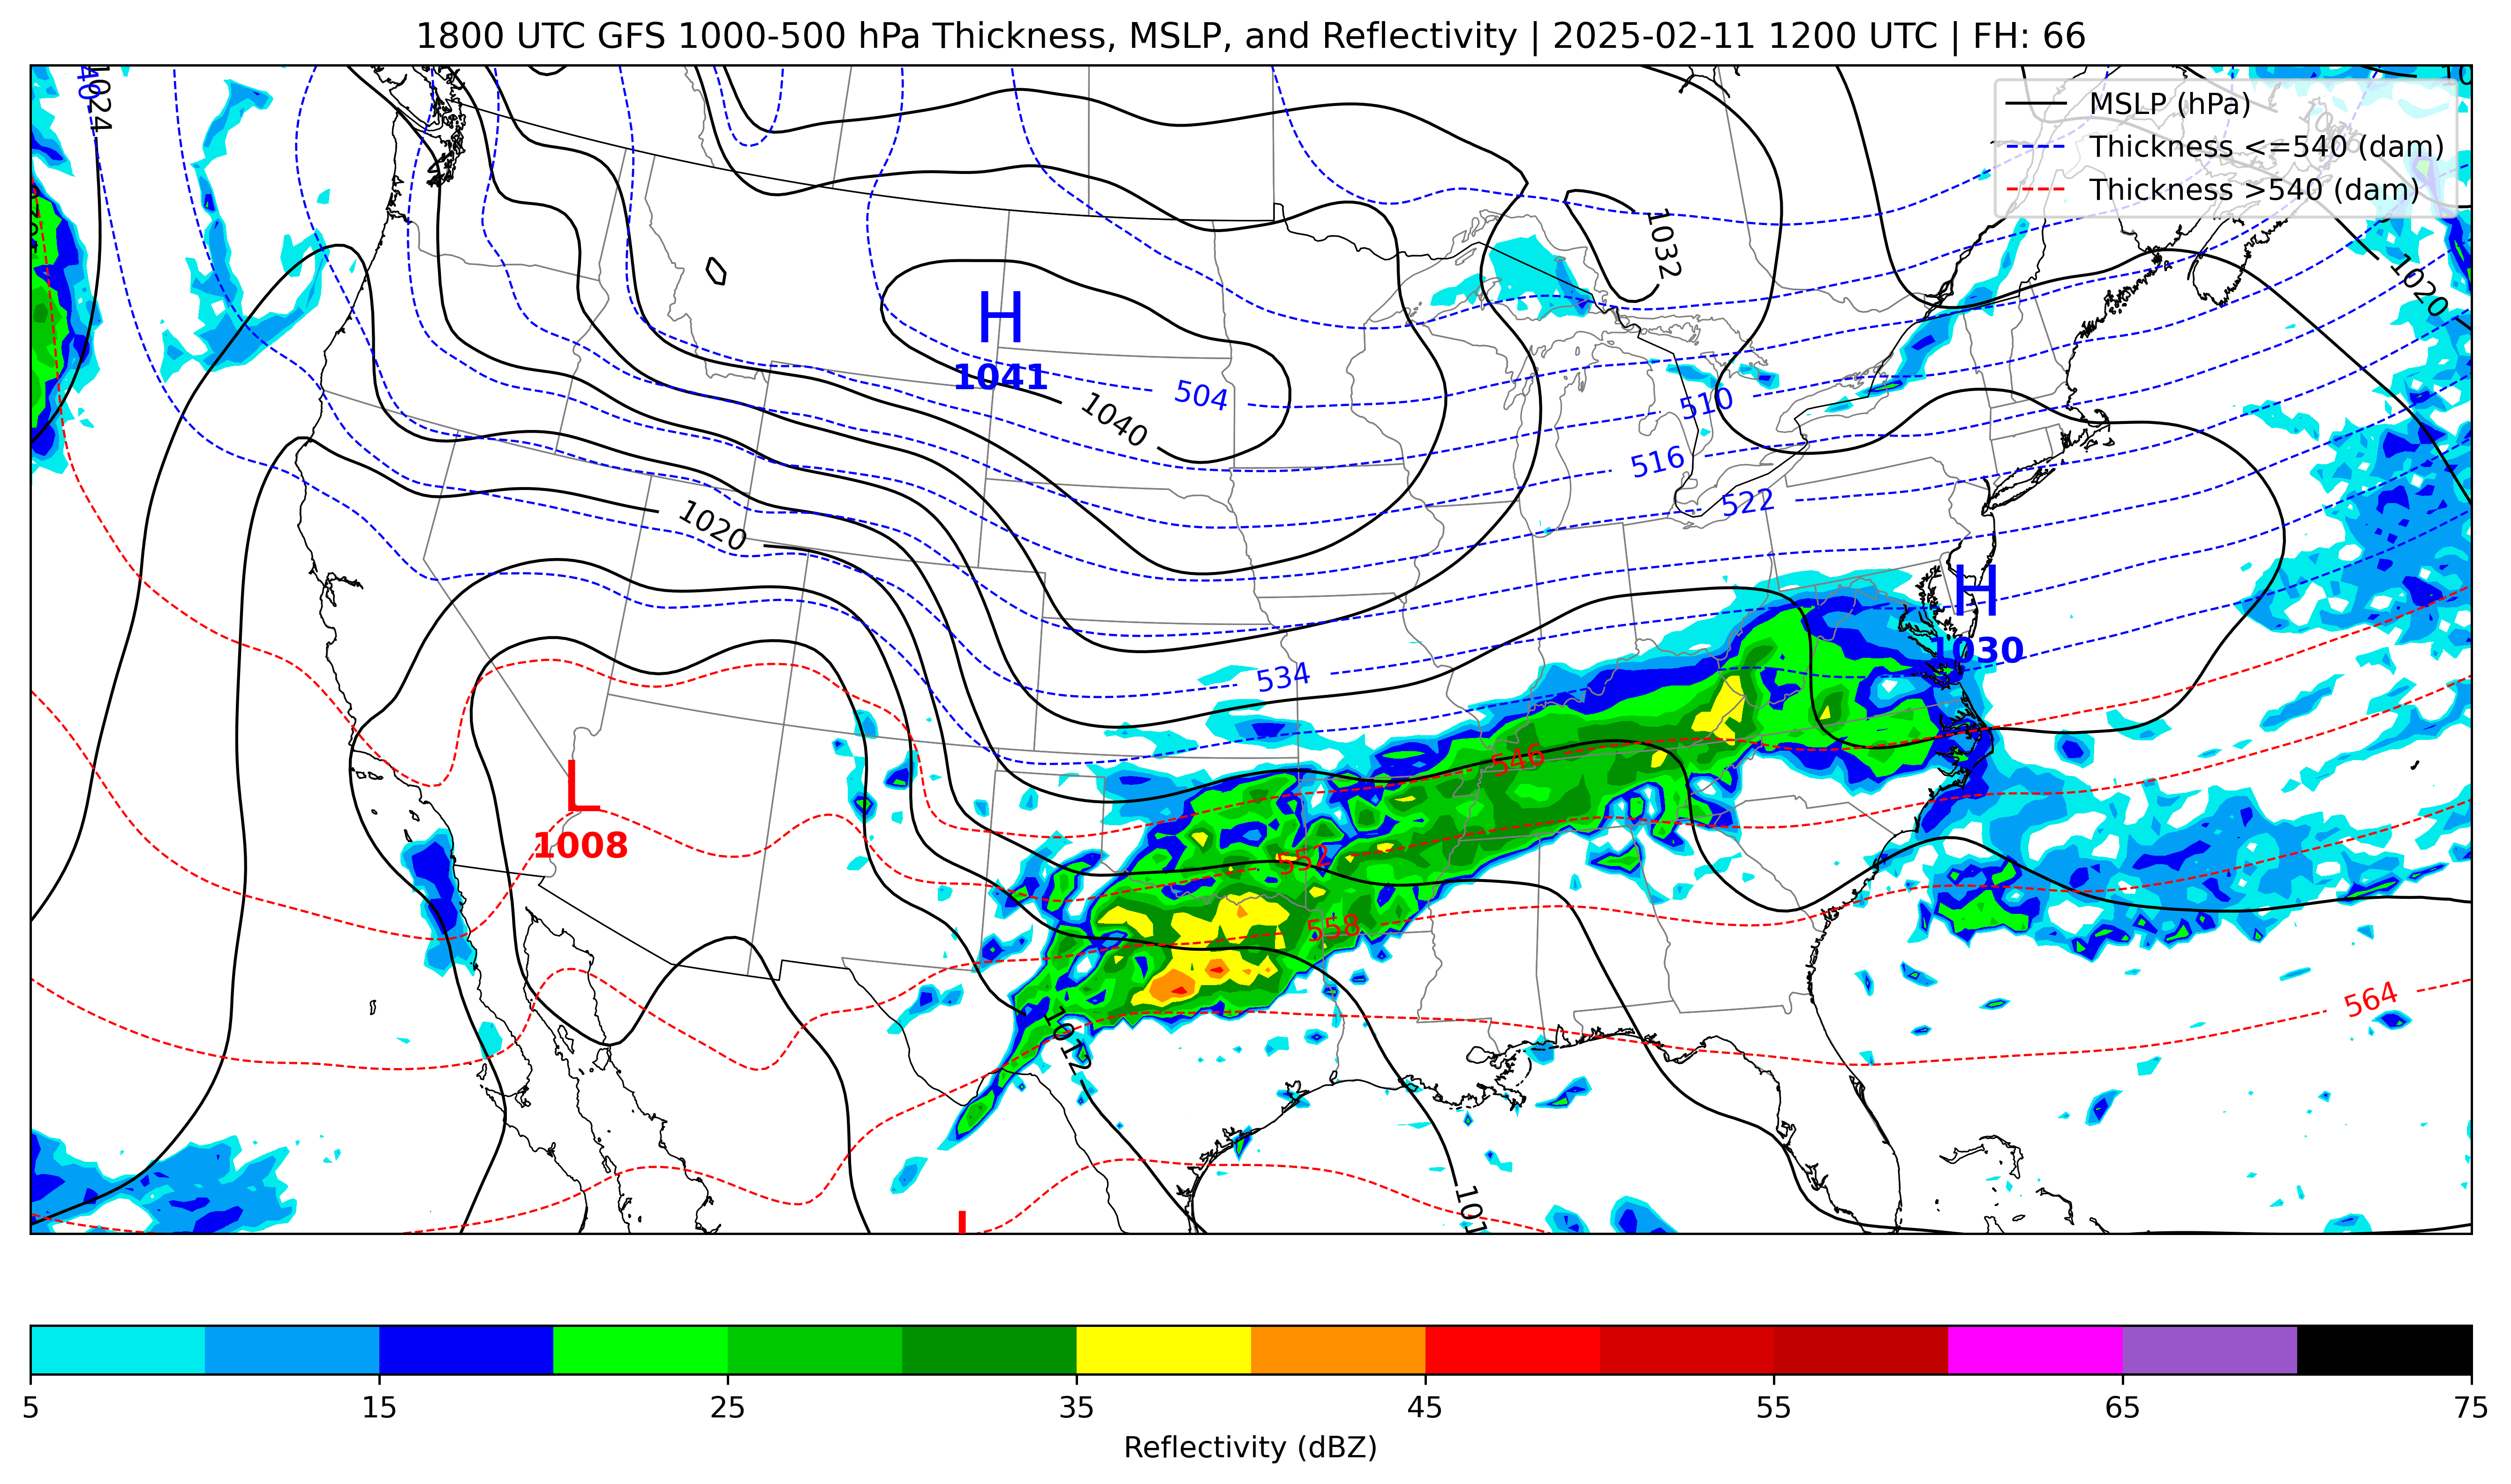 1800 UTC GFS 1000-500 hPa Thickness, MSLP, and Reflectivity | 2025-02-11 1200 UTC | FH: 66
MSLP (hPa)
Thickness <=540 (dam)
Thickness >540 (dam)
1024
1032
1020
H
1041
504
1040
510
516
522
1020
H
1030
534
546
L
1008
552
558
564
1012
L
5 15 25 35 45 55 65 75
Reflectivity (dBZ)